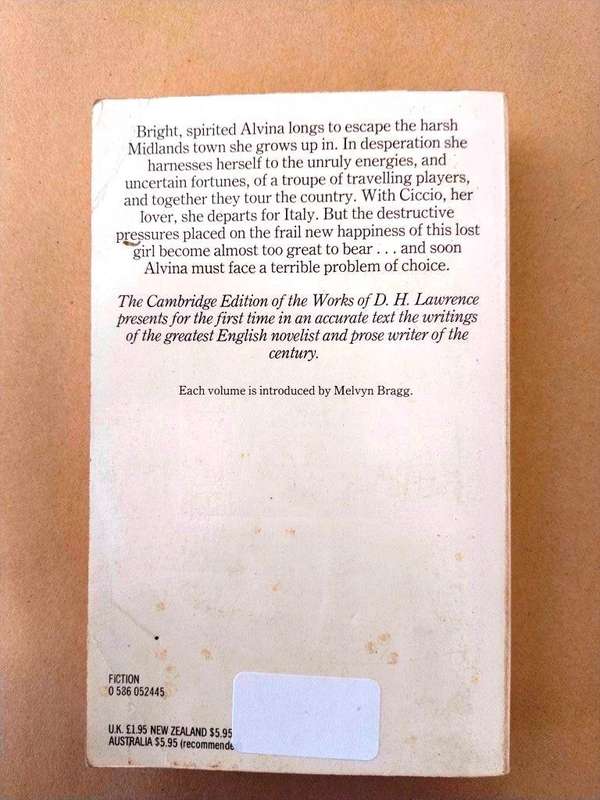 Bright, spirited Alvina longs to escape the harsh
Midlands town she grows up in. In desperation she
harnesses herself to the unruly energies, and
uncertain fortunes, of a troupe of travelling players,
and together they tour the country. With Ciccio, her
lover, she departs for Italy. But the destructive
pressures placed on the frail new happiness of this lost
girl become almost too great to bear . . . and soon
Alvina must face a terrible problem of choice.
The Cambridge Edition of the Works of D. H. Lawrence
presents for the first time in an accurate text the writings
of the greatest English novelist and prose writer of the
century.
Each volume is introduced by Melvyn Bragg.
FICTION
0 586 052445
U.K. £1.95 NEW ZEALAND $5.95
AUSTRALIA $5.95 (recommende